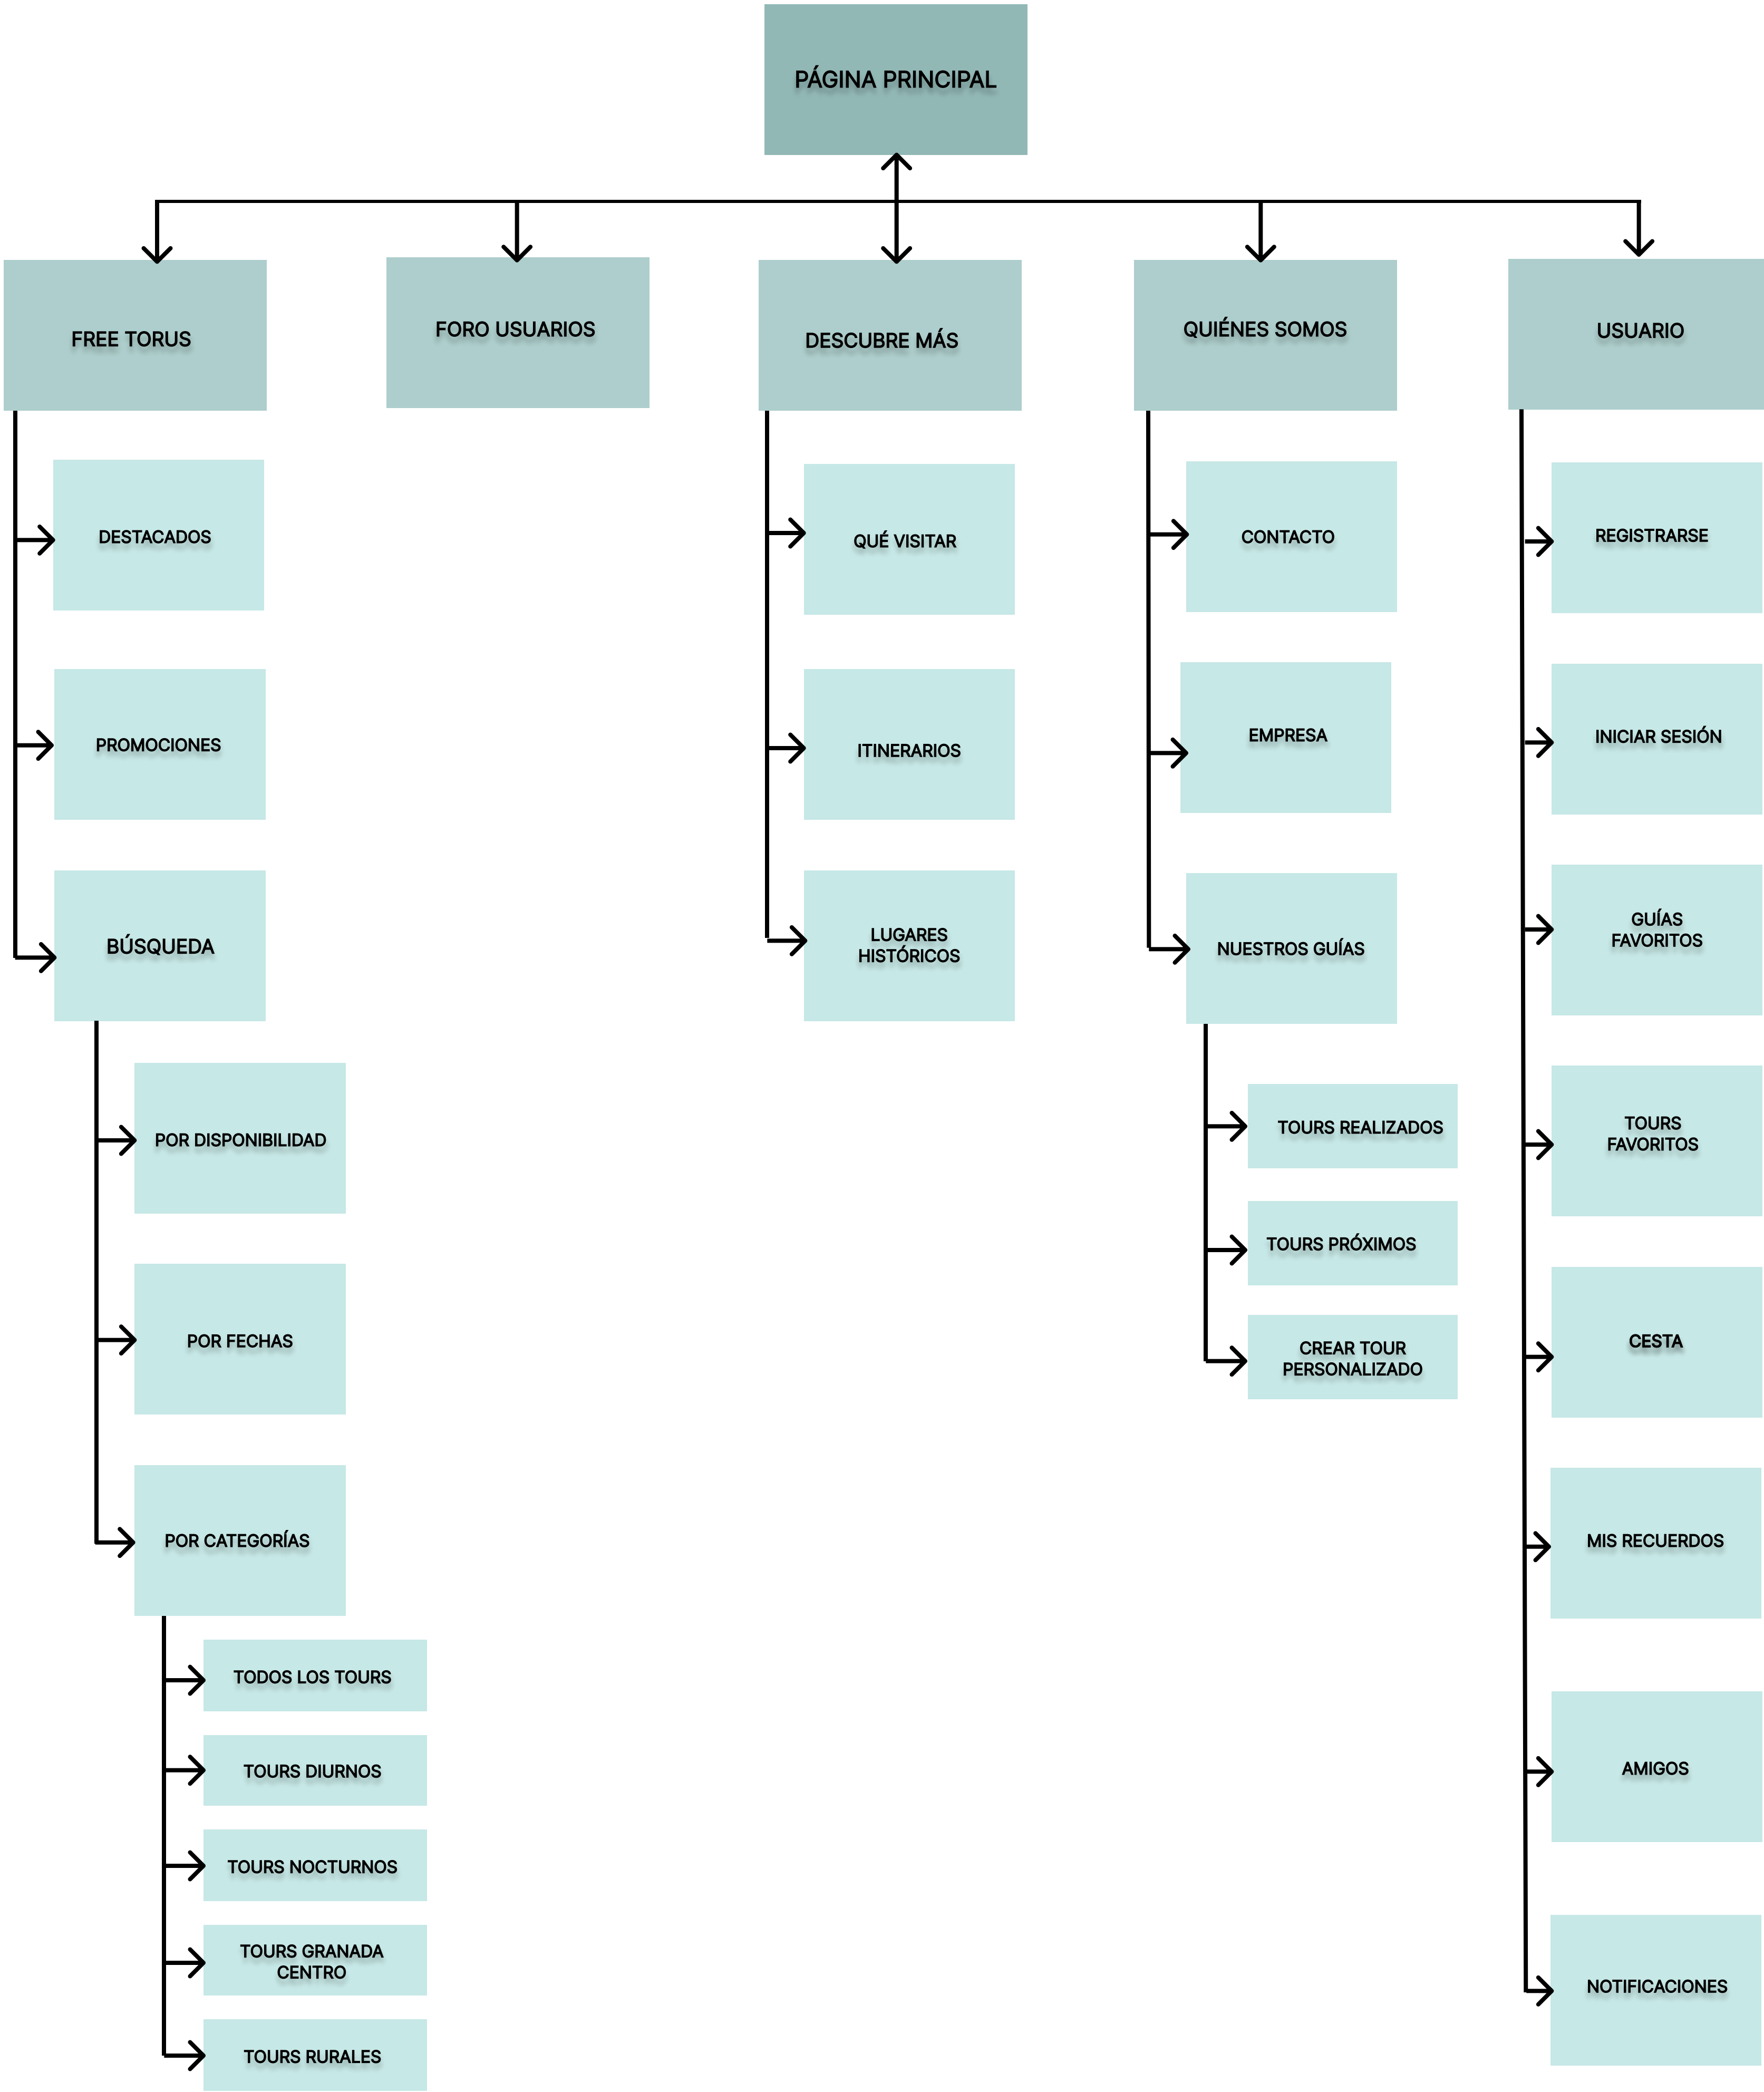 PÁGINA PRINCIPAL
FREE TORUS
FORO USUARIOS
DESCUBRE MÁS
QUIÉNES SOMOS
USUARIO
DESTACADOS
PROMOCIONES
BÚSQUEDA
POR DISPONIBILIDAD
POR FECHAS
POR CATEGORÍAS
TODOS LOS TOURS
TOURS DIURNOS
TOURS NOCTURNOS
TOURS GRANADA
CENTRO
TOURS RURALES
QUÉ VISITAR
ITINERARIOS
LUGARES
HISTÓRICOS
CONTACTO
EMPRESA
NUESTROS GUÍAS
TOURS REALIZADOS
TOURS PRÓXIMOS
CREAR TOUR
PERSONALIZADO
REGISTRARSE
INICIAR SESIÓN
GUÍAS
FAVORITOS
TOURS
FAVORITOS
CESTA
MIS RECUERDOS
AMIGOS
NOTIFICACIONES